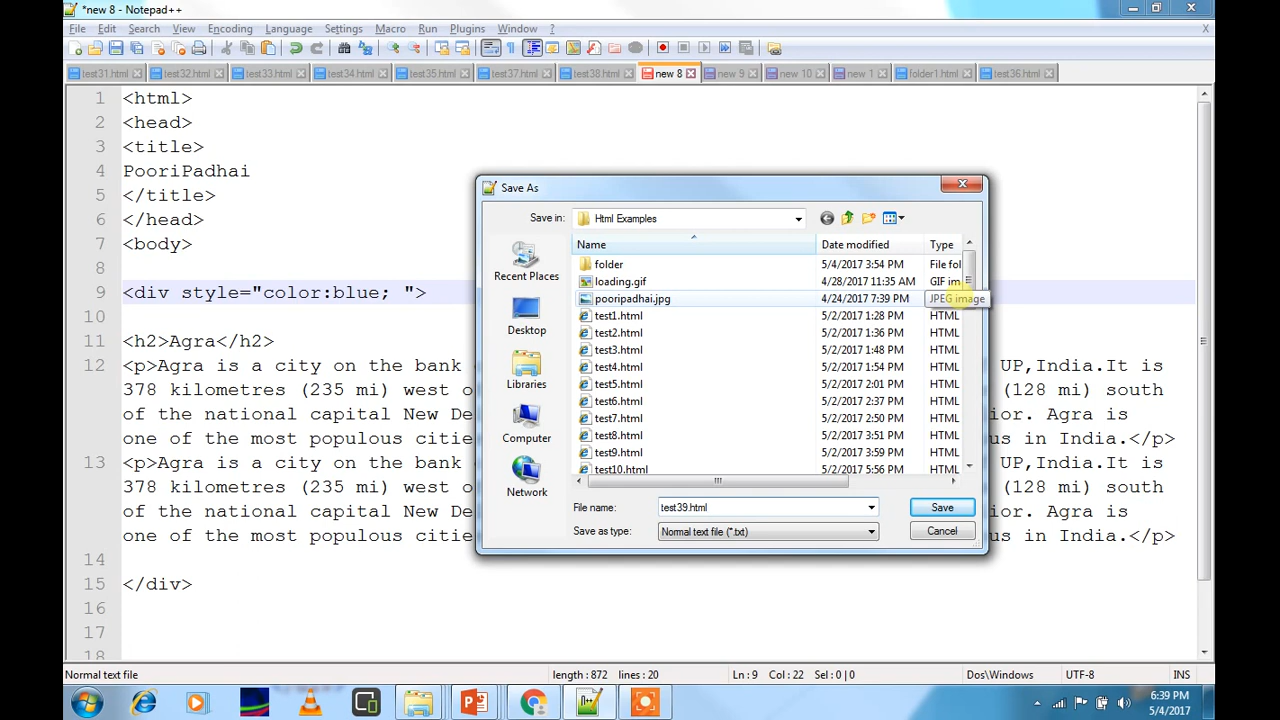 *new 8 - Notepad++
File Edit Search View Encoding Language Settings Macro Run Plugins Window ? X
test31.html test32.html test33.html test34.html test35.html test37.html test38.html new 8 new 9 new 10 new 1 folder1.html test36.html
1 <html>
2 <head>
3 <title>
4 PooriPadhai
5 </title>
6 </head>
7 <body>
8
9 <div style="color:blue; ">
10
11 <h2>Agra</h2>
12 <p>Agra is a city on the bank UP,India.It is
378 kilometres (235 mi) west o (128 mi) south
of the national capital New De ior. Agra is
one of the most populous citie us in India.</p>
13 <p>Agra is a city on the bank UP,India.It is
378 kilometres (235 mi) west o (128 mi) south
of the national capital New De ior. Agra is
one of the most populous citie us in India.</p>
14
15 </div>
16
17
18
Save As
Save in: Html Examples
Recent Places
Desktop
Libraries
Computer
Network
Name Date modified Type
folder 5/4/2017 3:54 PM File fol
loading.gif 4/28/2017 11:35 AM GIF im
pooripadhai.jpg 4/24/2017 7:39 PM JPEG image
test1.html 5/2/2017 1:28 PM HTML
test2.html 5/2/2017 1:36 PM HTML
test3.html 5/2/2017 1:48 PM HTML
test4.html 5/2/2017 1:54 PM HTML
test5.html 5/2/2017 2:01 PM HTML
test6.html 5/2/2017 2:37 PM HTML
test7.html 5/2/2017 2:50 PM HTML
test8.html 5/2/2017 3:51 PM HTML
test9.html 5/2/2017 3:59 PM HTML
test10.html 5/2/2017 5:56 PM HTML
File name: test39.html Save
Save as type: Normal text file (*.txt) Cancel
Normal text file length : 872 lines : 20 Ln : 9 Col : 22 Sel : 0 | 0 Dos\Windows UTF-8 INS
6:39 PM
5/4/2017